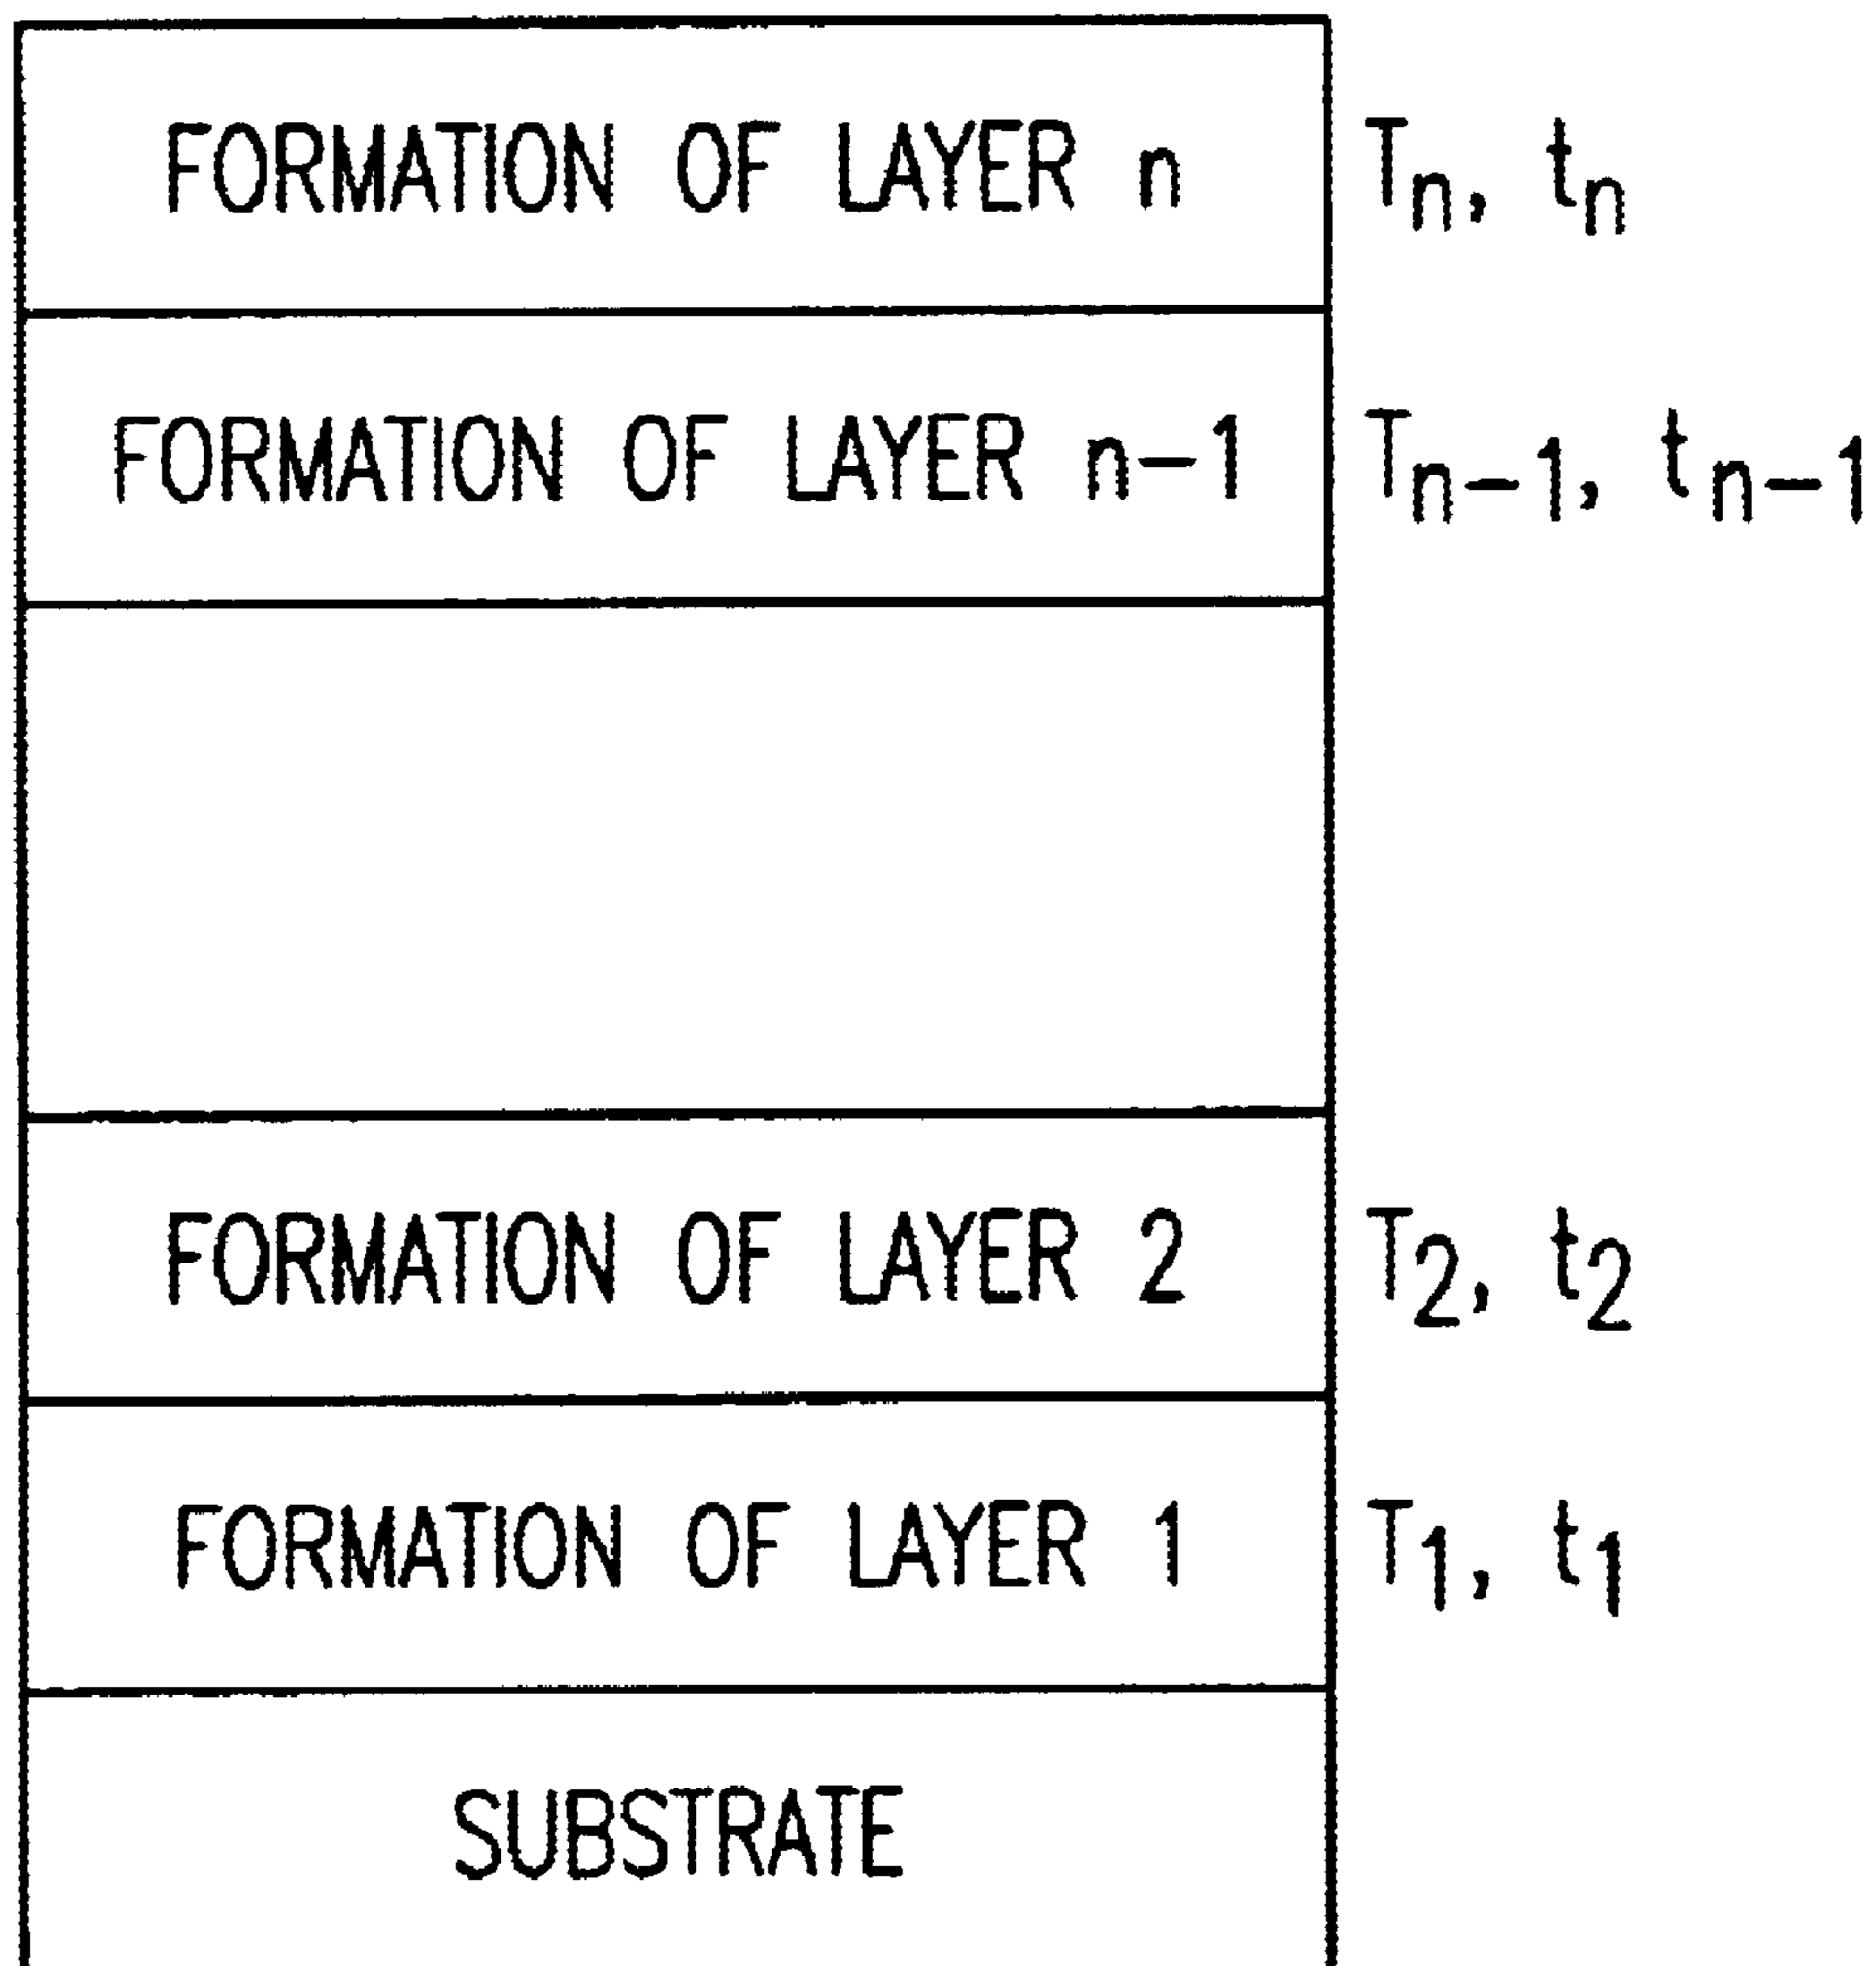 FORMATION OF LAYER n Tn, tn
FORMATION OF LAYER n-1 Tn-1, tn-1
FORMATION OF LAYER 2 T2, t2
FORMATION OF LAYER 1 T1, t1
SUBSTRATE